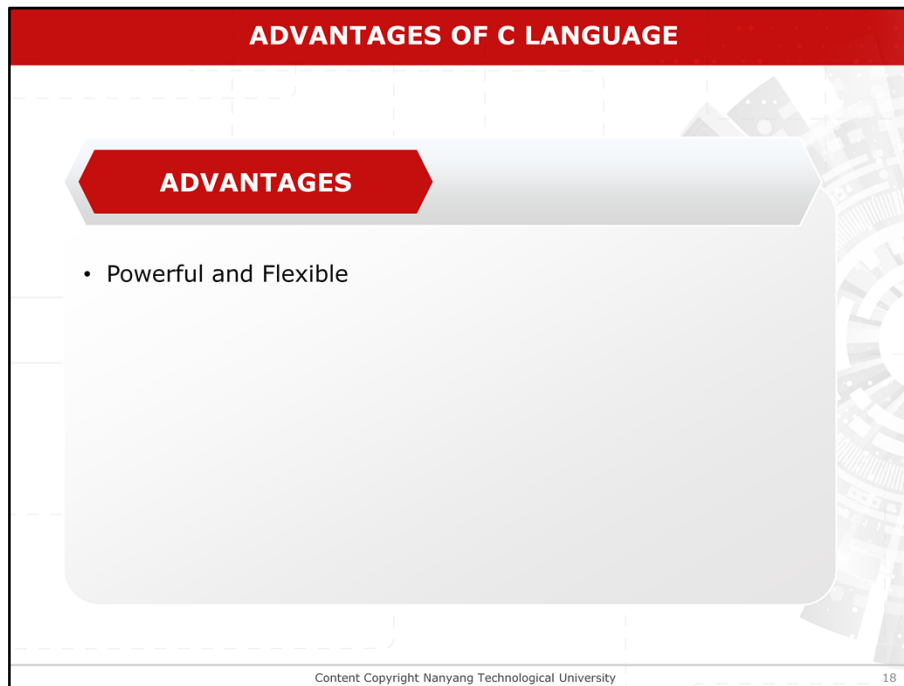 ADVANTAGES OF C LANGUAGE
ADVANTAGES
• Powerful and Flexible
Content Copyright Nanyang Technological University
18